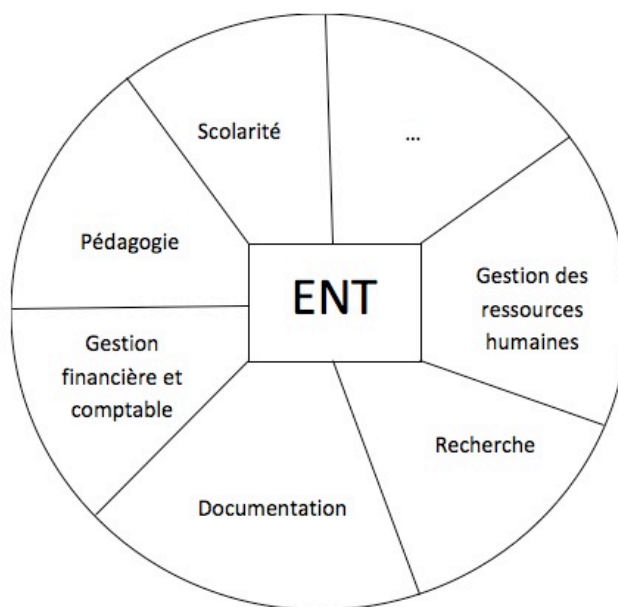 Scolarité
...
Pédagogie
ENT
Gestion des
ressources
humaines
Gestion
financière et
comptable
Recherche
Documentation